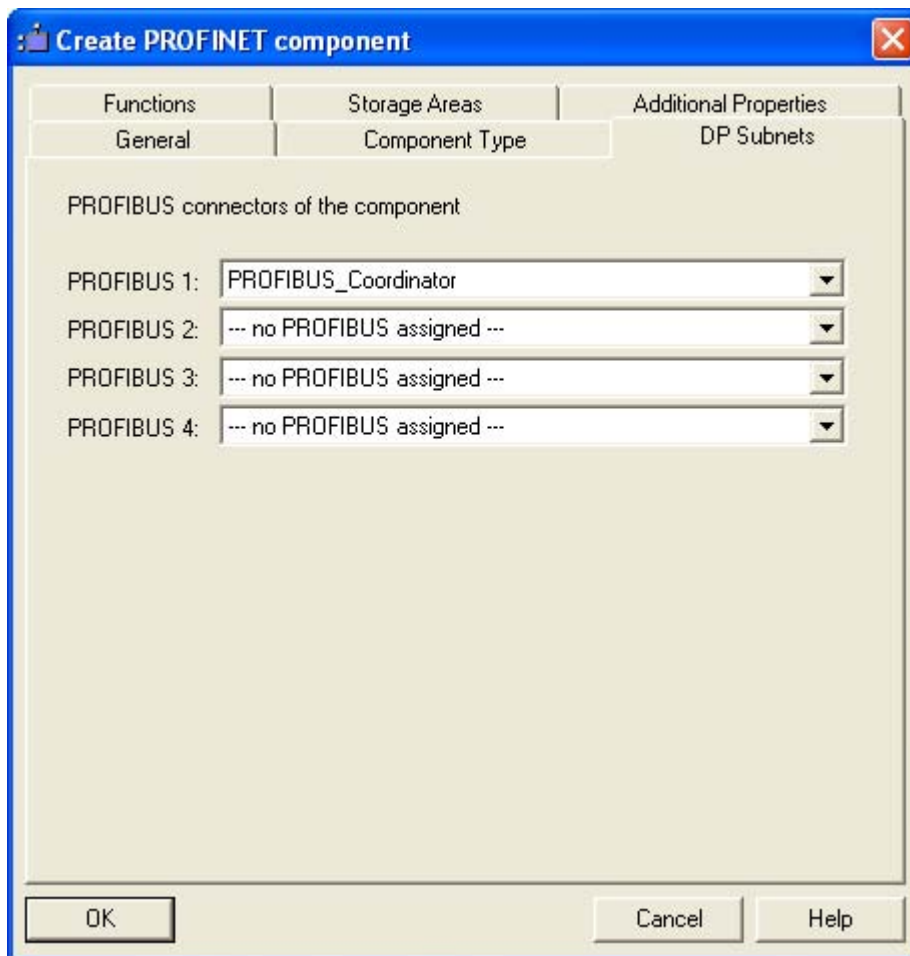 Create PROFINET component
Functions Storage Areas Additional Properties
General Component Type DP Subnets
PROFIBUS connectors of the component
PROFIBUS 1: PROFIBUS_Coordinator
PROFIBUS 2: --- no PROFIBUS assigned ---
PROFIBUS 3: --- no PROFIBUS assigned ---
PROFIBUS 4: --- no PROFIBUS assigned ---
OK Cancel Help